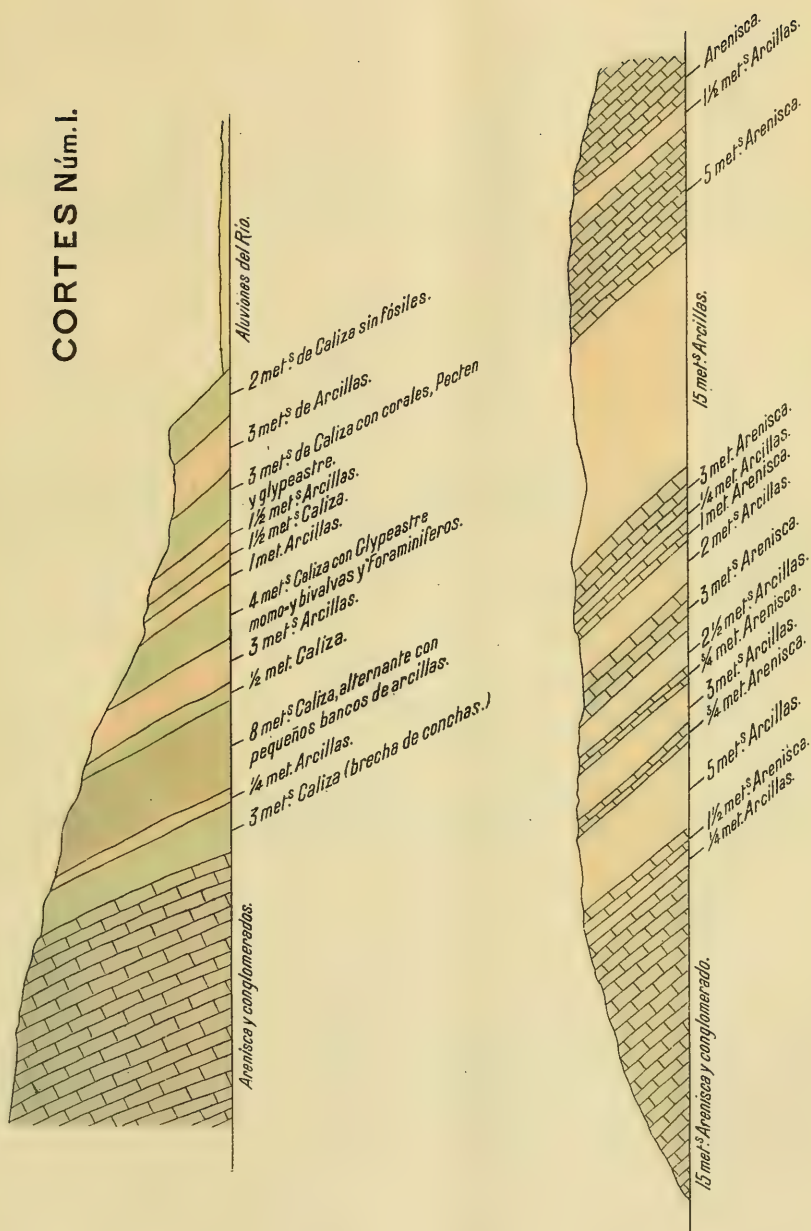 CORTES Núm. 1.
Aluviones del Río.
2 met.s de Caliza sin fósiles.
3 met.s de Arcillas.
3 met.s de Caliza con corales, Pecten
y glypeastre.
1½ met.s Arcillas.
1½ met.s Caliza.
1 met. Arcillas.
4 met.s Caliza con Clypeastre
momo y bivalvas y Foraminiferos.
3 met.s Arcillas.
½ met. Caliza.
8 met.s Caliza, alternante con
pequeños bancos de arcillas.
¼ met. Arcillas.
3 met.s Caliza (brecha de conchas.)
Arenisca y conglomerados.
Arenisca.
1½ met.s Arcillas.
5 met.s Arenisca.
15 met.s Arcillas.
3 met. Arenisca.
¼ met. Arcillas.
1 met. Arenisca.
2 met.s Arcillas.
3 met.s Arenisca.
2½ met.s Arcillas.
¾ met. Arenisca.
3 met.s Arcillas.
¾ met. Arenisca.
5 met.s Arcillas.
1½ met.s Arenisca.
¼ met. Arcillas.
15 met.s Arenisca y conglomerado.